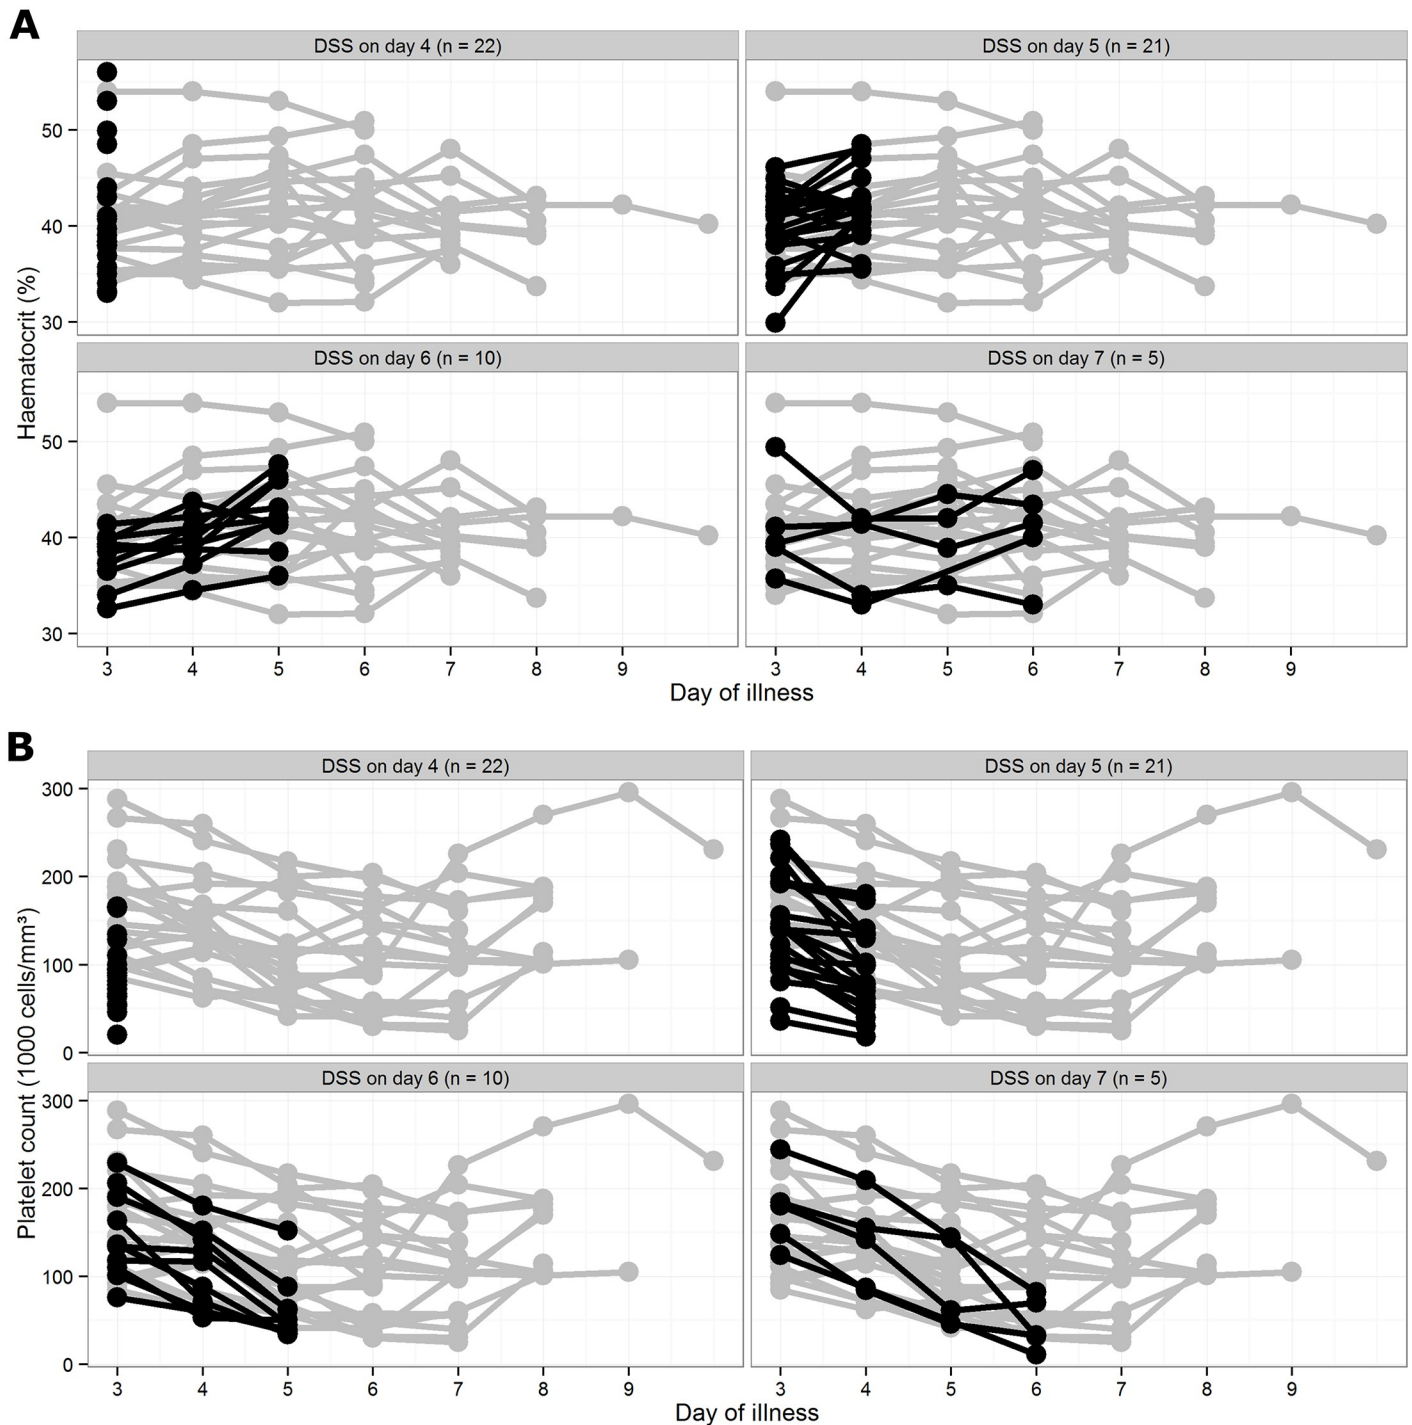 A
DSS on day 4 (n = 22)
DSS on day 5 (n = 21)
50
40
30
DSS on day 6 (n = 10)
DSS on day 7 (n = 5)
50
40
30
Haematocrit (%)
3 4 5 6 7 8 9
3 4 5 6 7 8 9
Day of illness
B
DSS on day 4 (n = 22)
DSS on day 5 (n = 21)
300
200
100
0
DSS on day 6 (n = 10)
DSS on day 7 (n = 5)
300
200
100
0
Platelet count (1000 cells/mm³)
3 4 5 6 7 8 9
3 4 5 6 7 8 9
Day of illness